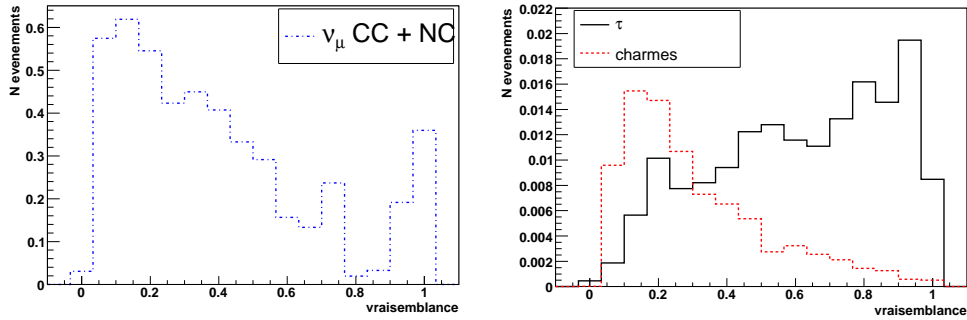 N evenements
0.6
0.5
0.4
0.3
0.2
0.1
0
ν_μ CC + NC
0 0.2 0.4 0.6 0.8 1
vraisemblance
N evenements
0.022
0.02
0.018
0.016
0.014
0.012
0.01
0.008
0.006
0.004
0.002
0
τ
charmes
0 0.2 0.4 0.6 0.8 1
vraisemblance